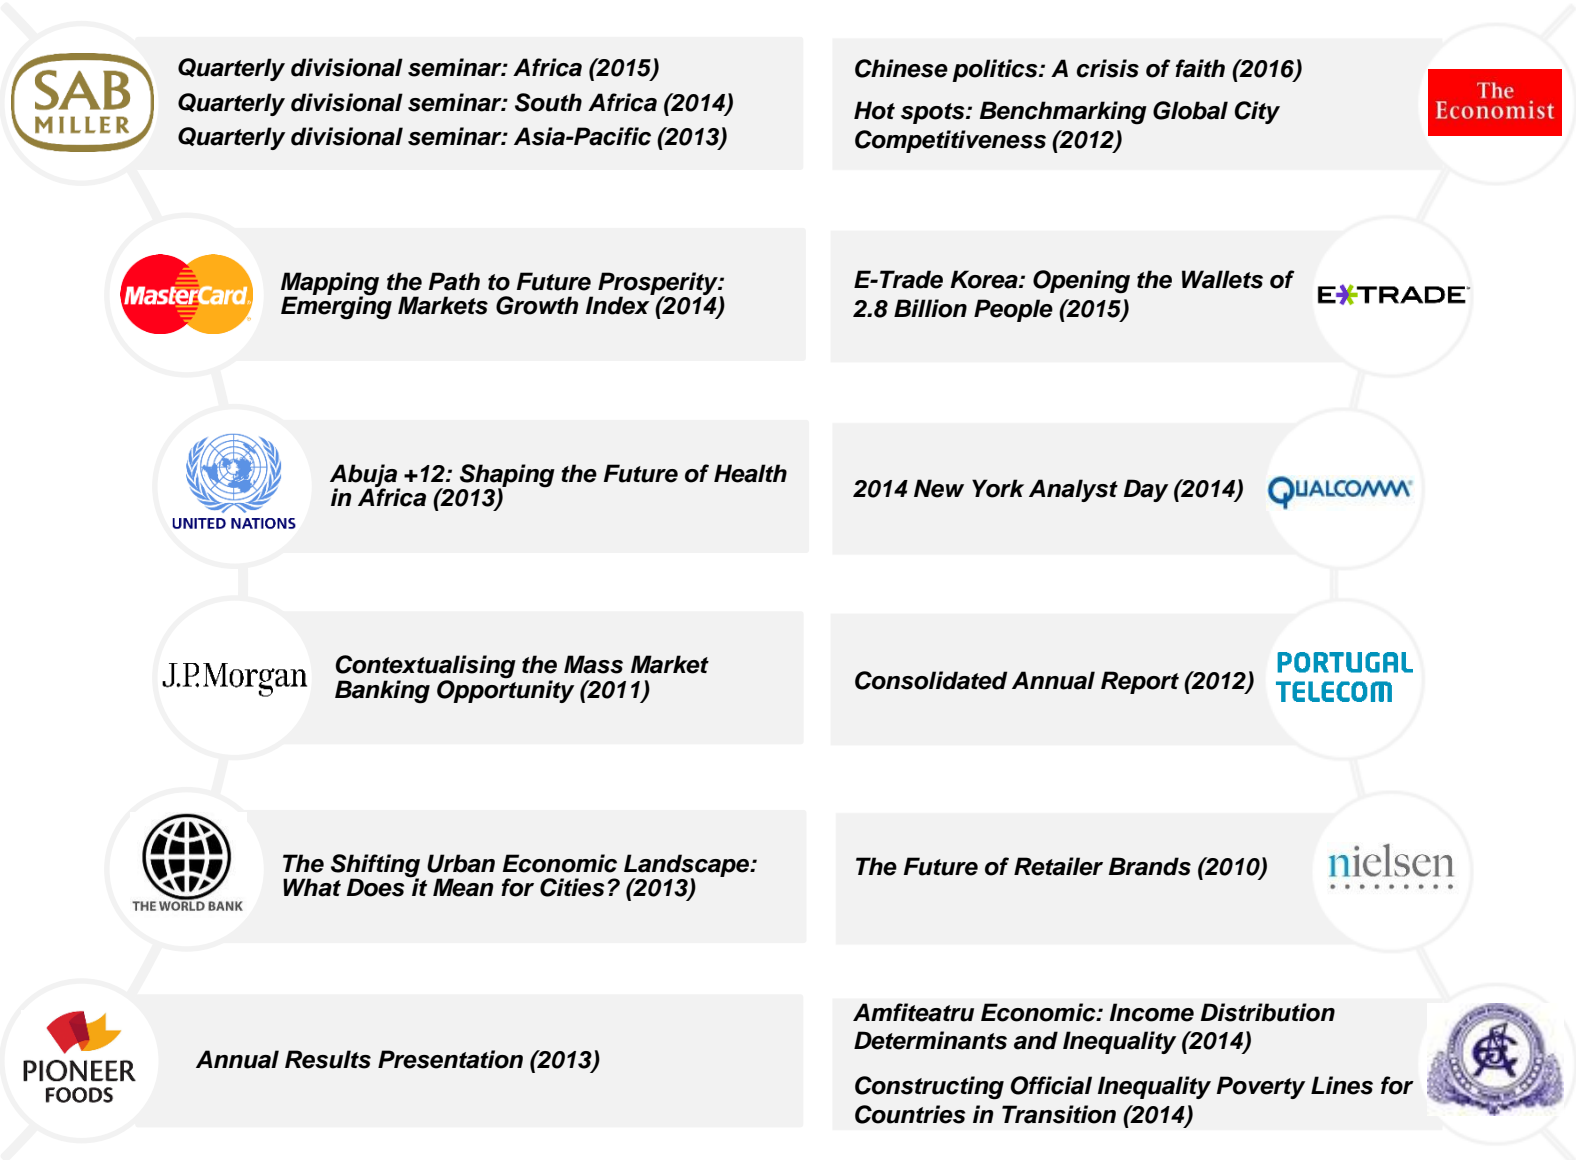 SAB
MILLER
Quarterly divisional seminar: Africa (2015)
Quarterly divisional seminar: South Africa (2014)
Quarterly divisional seminar: Asia-Pacific (2013)
Chinese politics: A crisis of faith (2016)
Hot spots: Benchmarking Global City
Competitiveness (2012)
The
Economist
MasterCard
Mapping the Path to Future Prosperity:
Emerging Markets Growth Index (2014)
E-Trade Korea: Opening the Wallets of
2.8 Billion People (2015)
E*TRADE
UNITED NATIONS
Abuja +12: Shaping the Future of Health
in Africa (2013)
2014 New York Analyst Day (2014)
QUALCOMM®
J.P.Morgan
Contextualising the Mass Market
Banking Opportunity (2011)
Consolidated Annual Report (2012)
PORTUGAL
TELECOM
THE WORLD BANK
The Shifting Urban Economic Landscape:
What Does it Mean for Cities? (2013)
The Future of Retailer Brands (2010)
nielsen
PIONEER
FOODS
Annual Results Presentation (2013)
Amfiteatru Economic: Income Distribution
Determinants and Inequality (2014)
Constructing Official Inequality Poverty Lines for
Countries in Transition (2014)